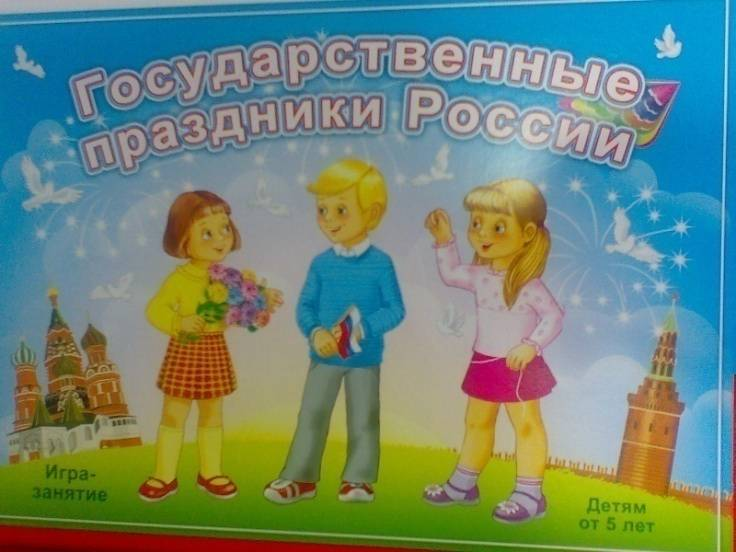 Государственные
праздники России
Игра-
занятие
Детям
от 5 лет